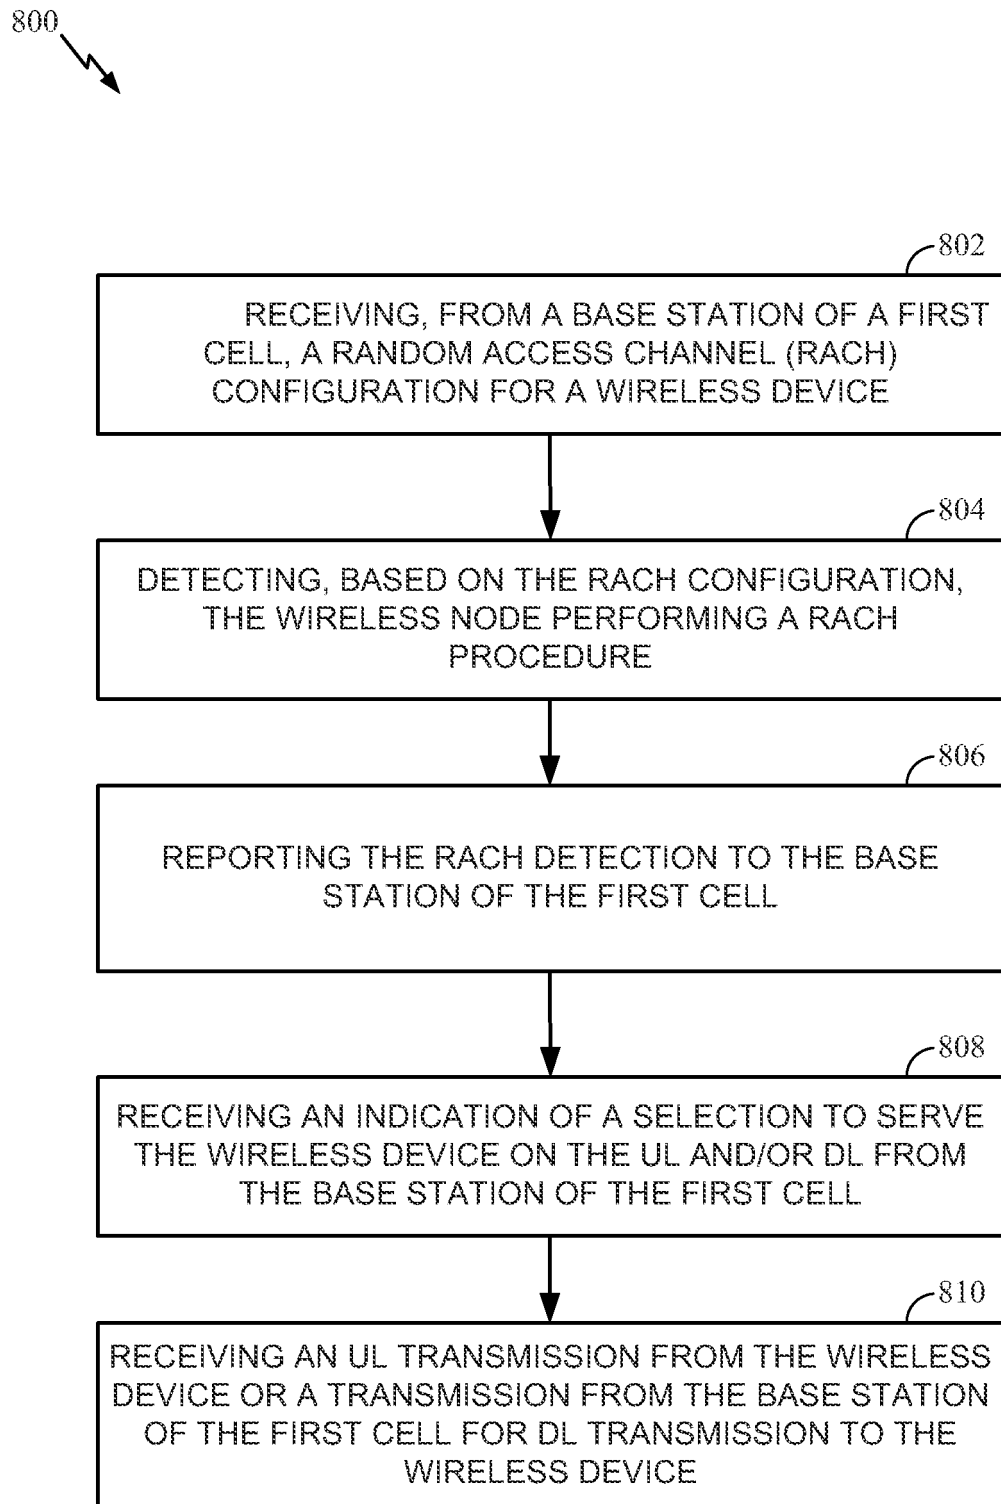 800
802
RECEIVING, FROM A BASE STATION OF A FIRST
CELL, A RANDOM ACCESS CHANNEL (RACH)
CONFIGURATION FOR A WIRELESS DEVICE
804
DETECTING, BASED ON THE RACH CONFIGURATION,
THE WIRELESS NODE PERFORMING A RACH
PROCEDURE
806
REPORTING THE RACH DETECTION TO THE BASE
STATION OF THE FIRST CELL
808
RECEIVING AN INDICATION OF A SELECTION TO SERVE
THE WIRELESS DEVICE ON THE UL AND/OR DL FROM
THE BASE STATION OF THE FIRST CELL
810
RECEIVING AN UL TRANSMISSION FROM THE WIRELESS
DEVICE OR A TRANSMISSION FROM THE BASE STATION
OF THE FIRST CELL FOR DL TRANSMISSION TO THE
WIRELESS DEVICE